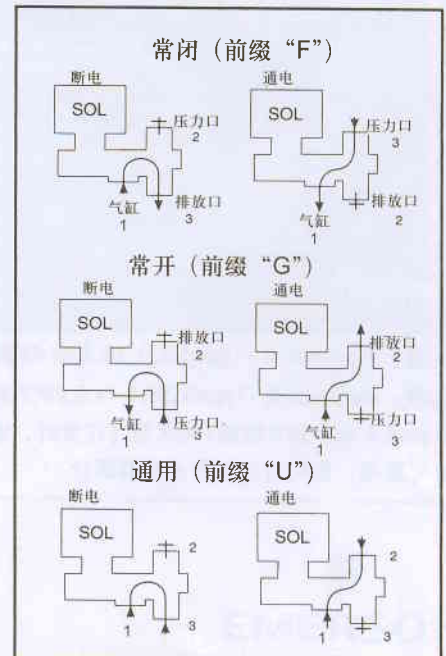 常闭（前缀“F”）
断电 通电
SOL SOL
压力口 压力口
2 3
气缸 排放口 气缸 排放口
1 3 1 2
常开（前缀“G”）
断电 通电
SOL SOL
排放口 排放口
2 2
气缸 压力口 气缸 压力口
1 3 1 3
通用（前缀“U”）
断电 通电
SOL SOL
2 2
1 3 1 3